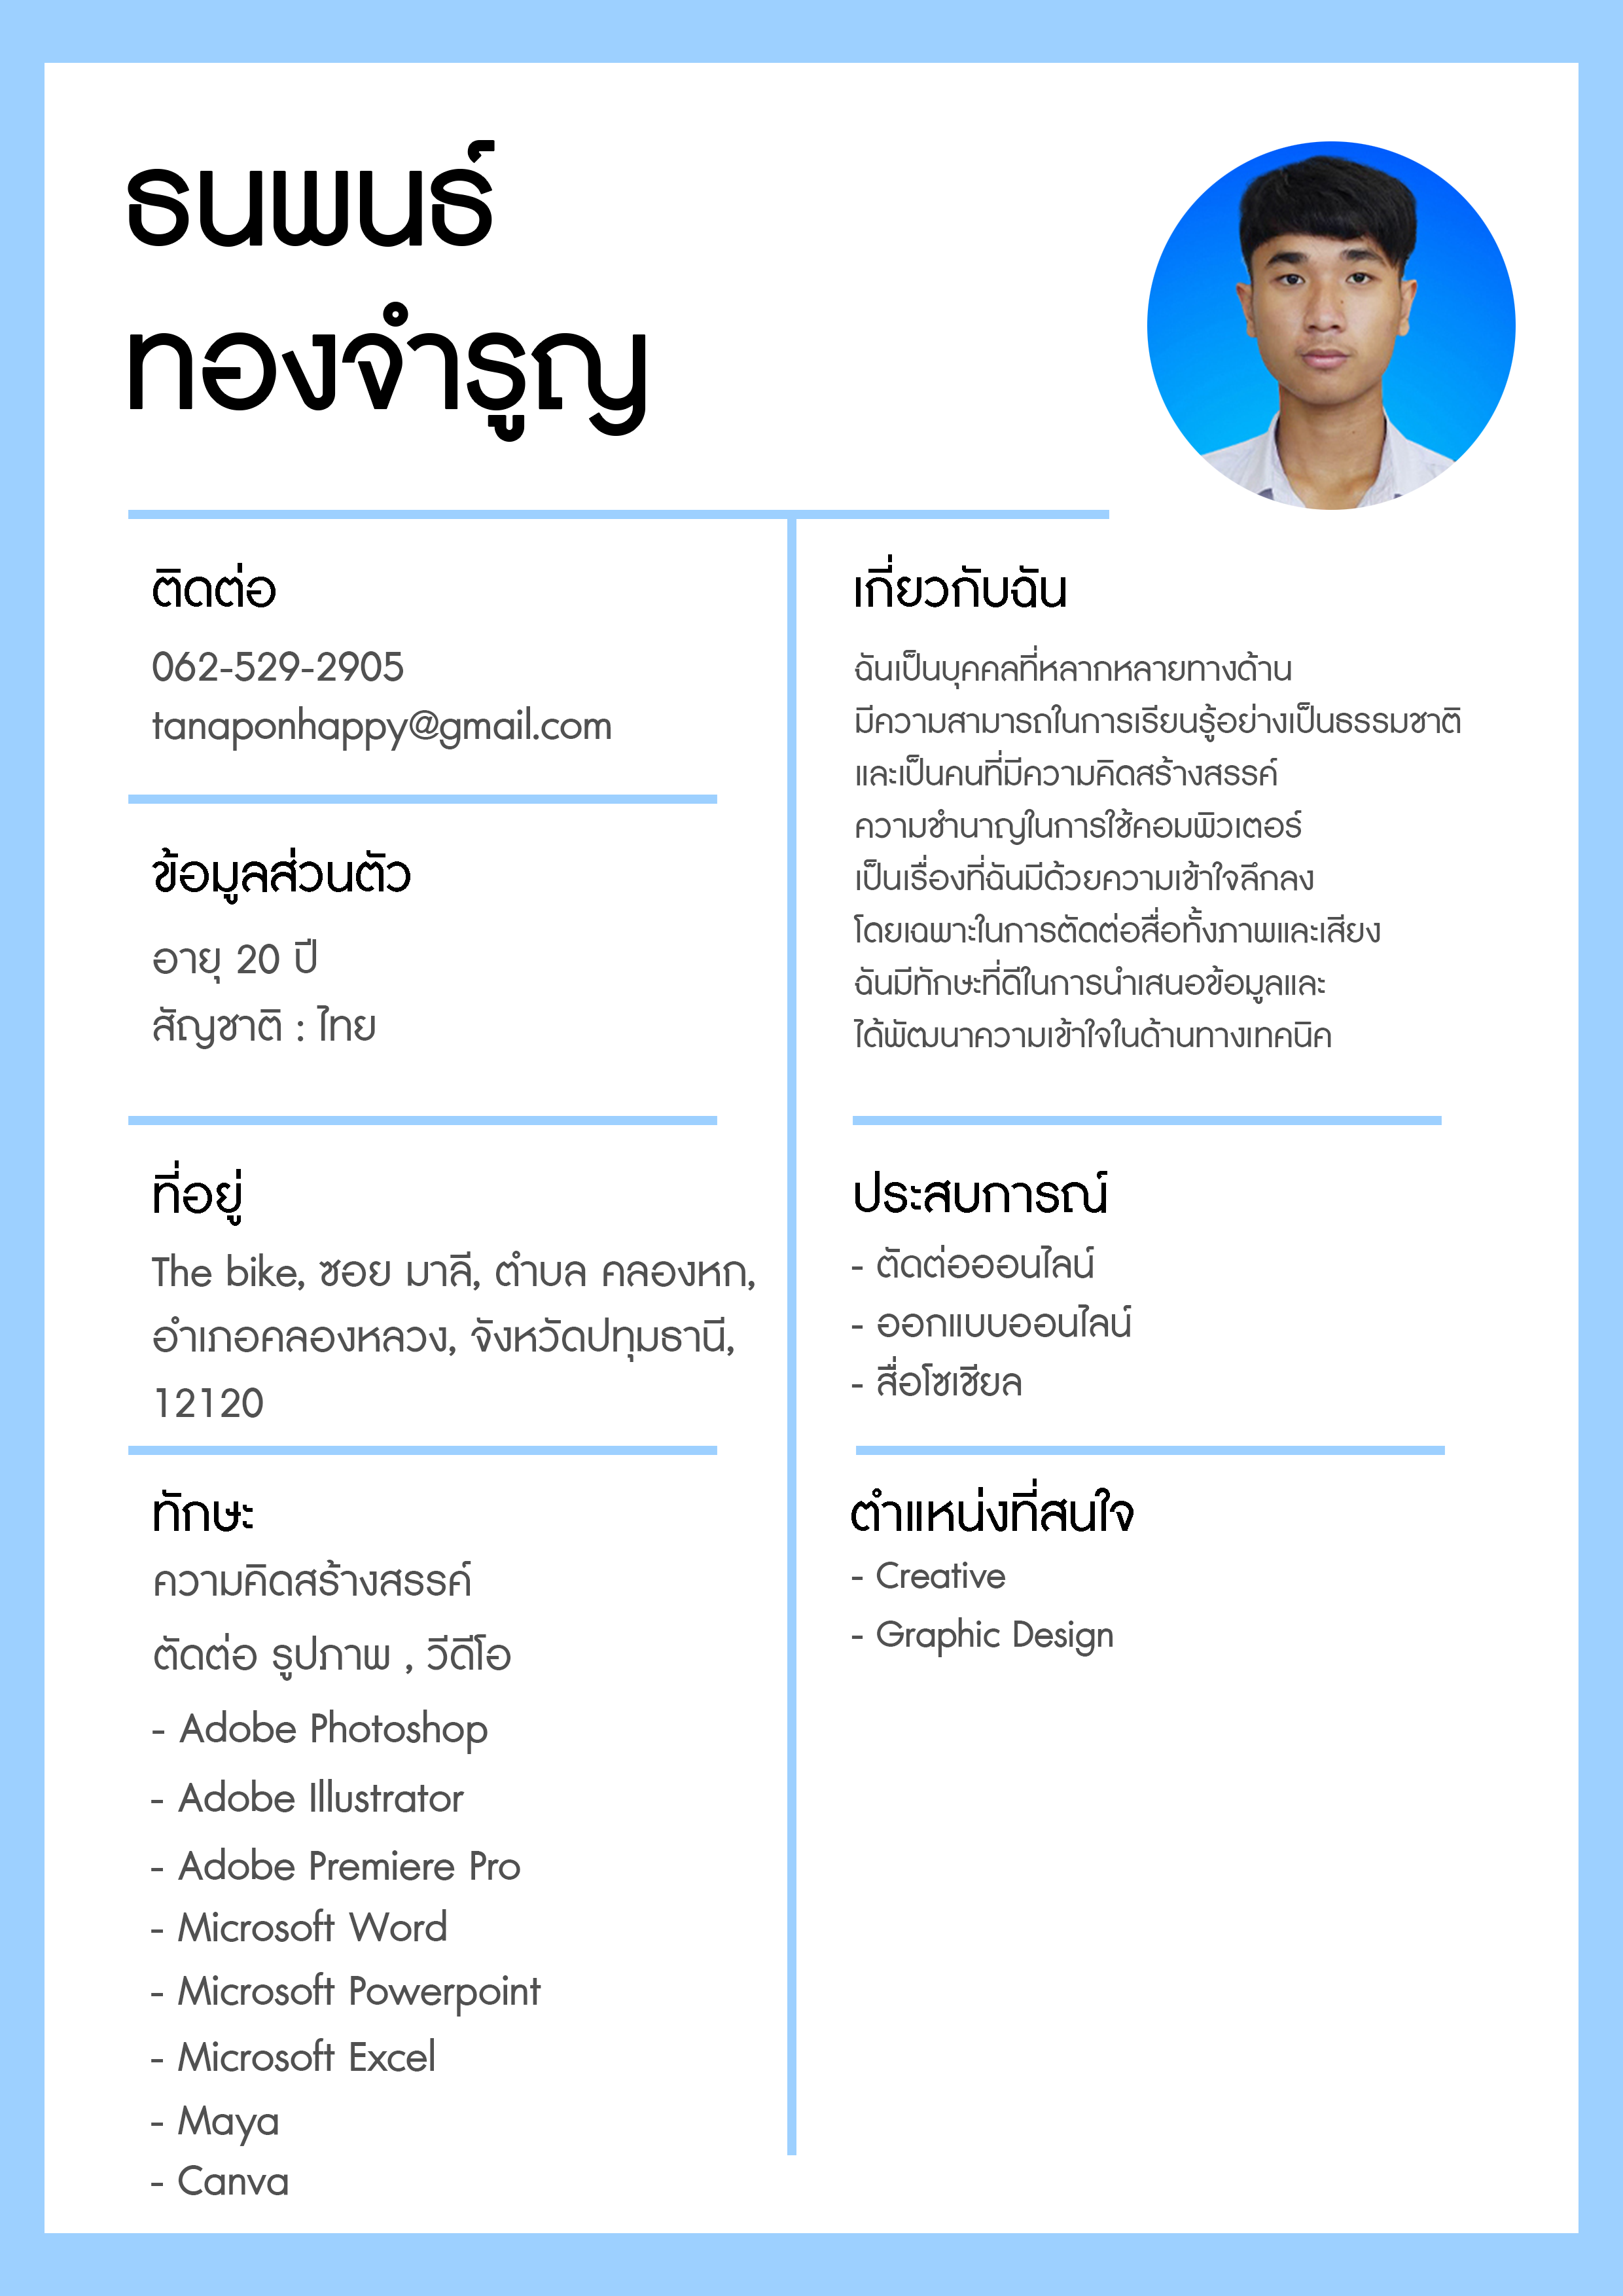 ธนพนธ์
ทองจำรูญ
ติดต่อ
062-529-2905
tanaponhappy@gmail.com
ข้อมูลส่วนตัว
อายุ 20 ปี
สัญชาติ : ไทย
ที่อยู่
The bike, ซอย มาลี, ตำบล คลองหก,
อำเภอคลองหลวง, จังหวัดปทุมธานี,
12120
ทักษะ
ความคิดสร้างสรรค์
ตัดต่อ รูปภาพ , วีดีโอ
- Adobe Photoshop
- Adobe Illustrator
- Adobe Premiere Pro
- Microsoft Word
- Microsoft Powerpoint
- Microsoft Excel
- Maya
- Canva
เกี่ยวกับฉัน
ฉันเป็นบุคคลที่หลากหลายทางด้าน
มีความสามารถในการเรียนรู้อย่างเป็นธรรมชาติ
และเป็นคนที่มีความคิดสร้างสรรค์
ความชำนาญในการใช้คอมพิวเตอร์
เป็นเรื่องที่ฉันมีด้วยความเข้าใจลึกลง
โดยเฉพาะในการตัดต่อสื่อทั้งภาพและเสียง
ฉันมีทักษะที่ดีในการนำเสนอข้อมูลและ
ได้พัฒนาความเข้าใจในด้านทางเทคนิค
ประสบการณ์
- ตัดต่อออนไลน์
- ออกแบบออนไลน์
- สื่อโซเชียล
ตำแหน่งที่สนใจ
- Creative
- Graphic Design